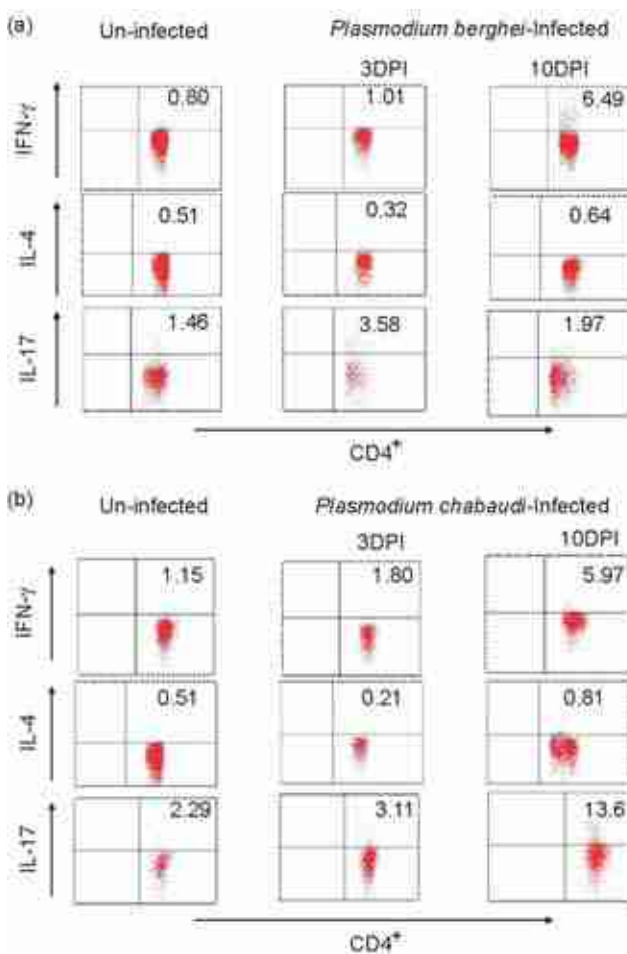 (a)
Un-infected Plasmodium berghei-Infected
3DPI 10DPI
IFN-γ 0.80 1.01 6.49
IL-4 0.51 0.32 0.64
IL-17 1.46 3.58 1.97
CD4+
(b)
Un-infected Plasmodium chabaudi-Infected
3DPI 10DPI
IFN-γ 1.15 1.80 5.97
IL-4 0.51 0.21 0.81
IL-17 2.29 3.11 13.6
CD4+